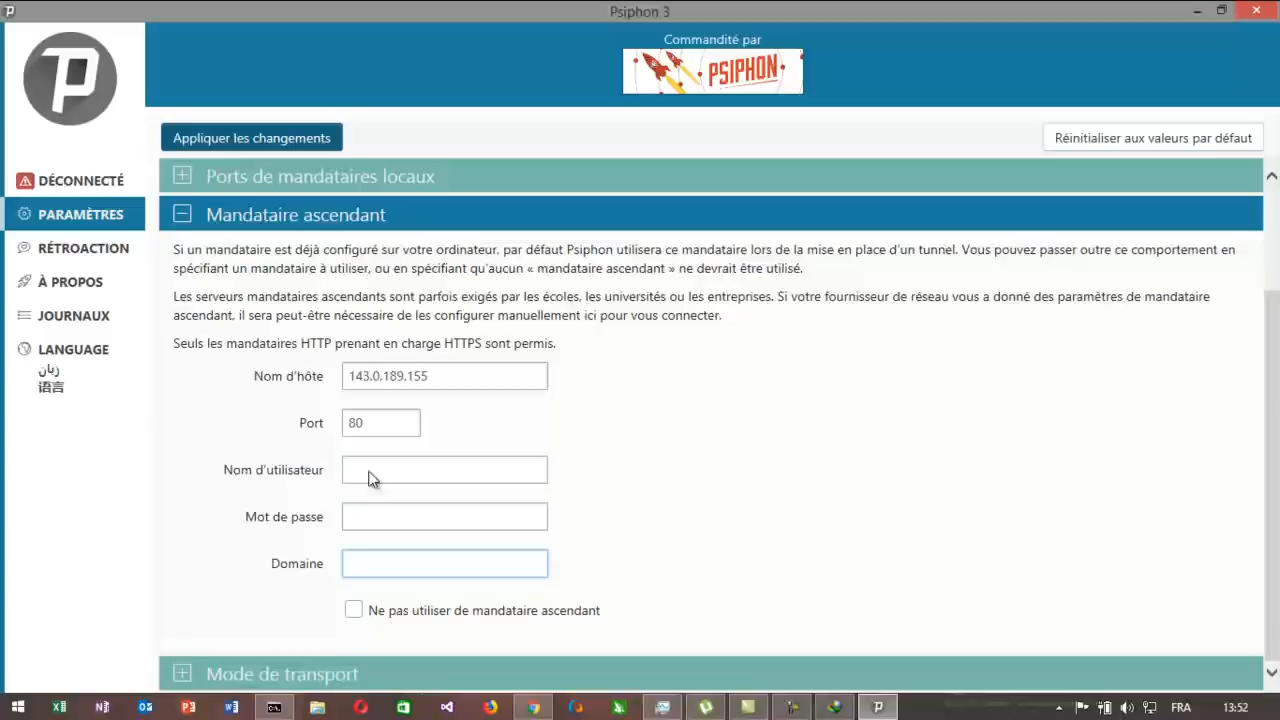 Psiphon 3
Commandité par
PSIPHON
Appliquer les changements
Réinitialiser aux valeurs par défaut
Ports de mandataires locaux
DÉCONNECTÉ
PARAMÈTRES
RÉTROACTION
À PROPOS
JOURNAUX
LANGUAGE
زبان
语言
Mandataire ascendant
Si un mandataire est déjà configuré sur votre ordinateur, par défaut Psiphon utilisera ce mandataire lors de la mise en place d'un tunnel. Vous pouvez passer outre ce comportement en
spécifiant un mandataire à utiliser, ou en spécifiant qu'aucun « mandataire ascendant » ne devrait être utilisé.
Les serveurs mandataires ascendants sont parfois exigés par les écoles, les universités ou les entreprises. Si votre fournisseur de réseau vous a donné des paramètres de mandataire
ascendant, il sera peut-être nécessaire de les configurer manuellement ici pour vous connecter.
Seuls les mandataires HTTP prenant en charge HTTPS sont permis.
Nom d'hôte 143.0.189.155
Port 80
Nom d'utilisateur
Mot de passe
Domaine
Ne pas utiliser de mandataire ascendant
Mode de transport
FRA
13:52